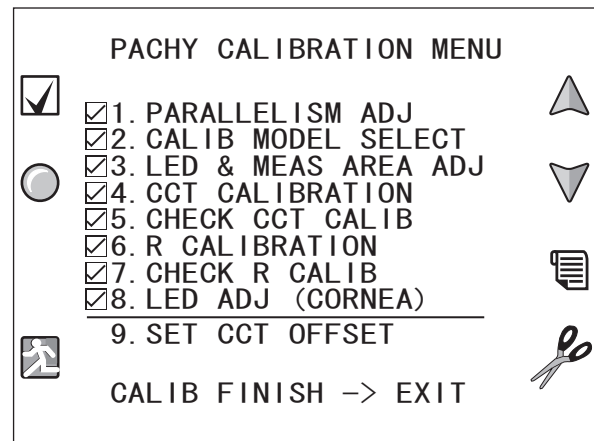 PACHY CALIBRATION MENU
☑1. PARALLELISM ADJ
☑2. CALIB MODEL SELECT
☑3. LED & MEAS AREA ADJ
☑4. CCT CALIBRATION
☑5. CHECK CCT CALIB
☑6. R CALIBRATION
☑7. CHECK R CALIB
☑8. LED ADJ (CORNEA)
9. SET CCT OFFSET
CALIB FINISH -> EXIT